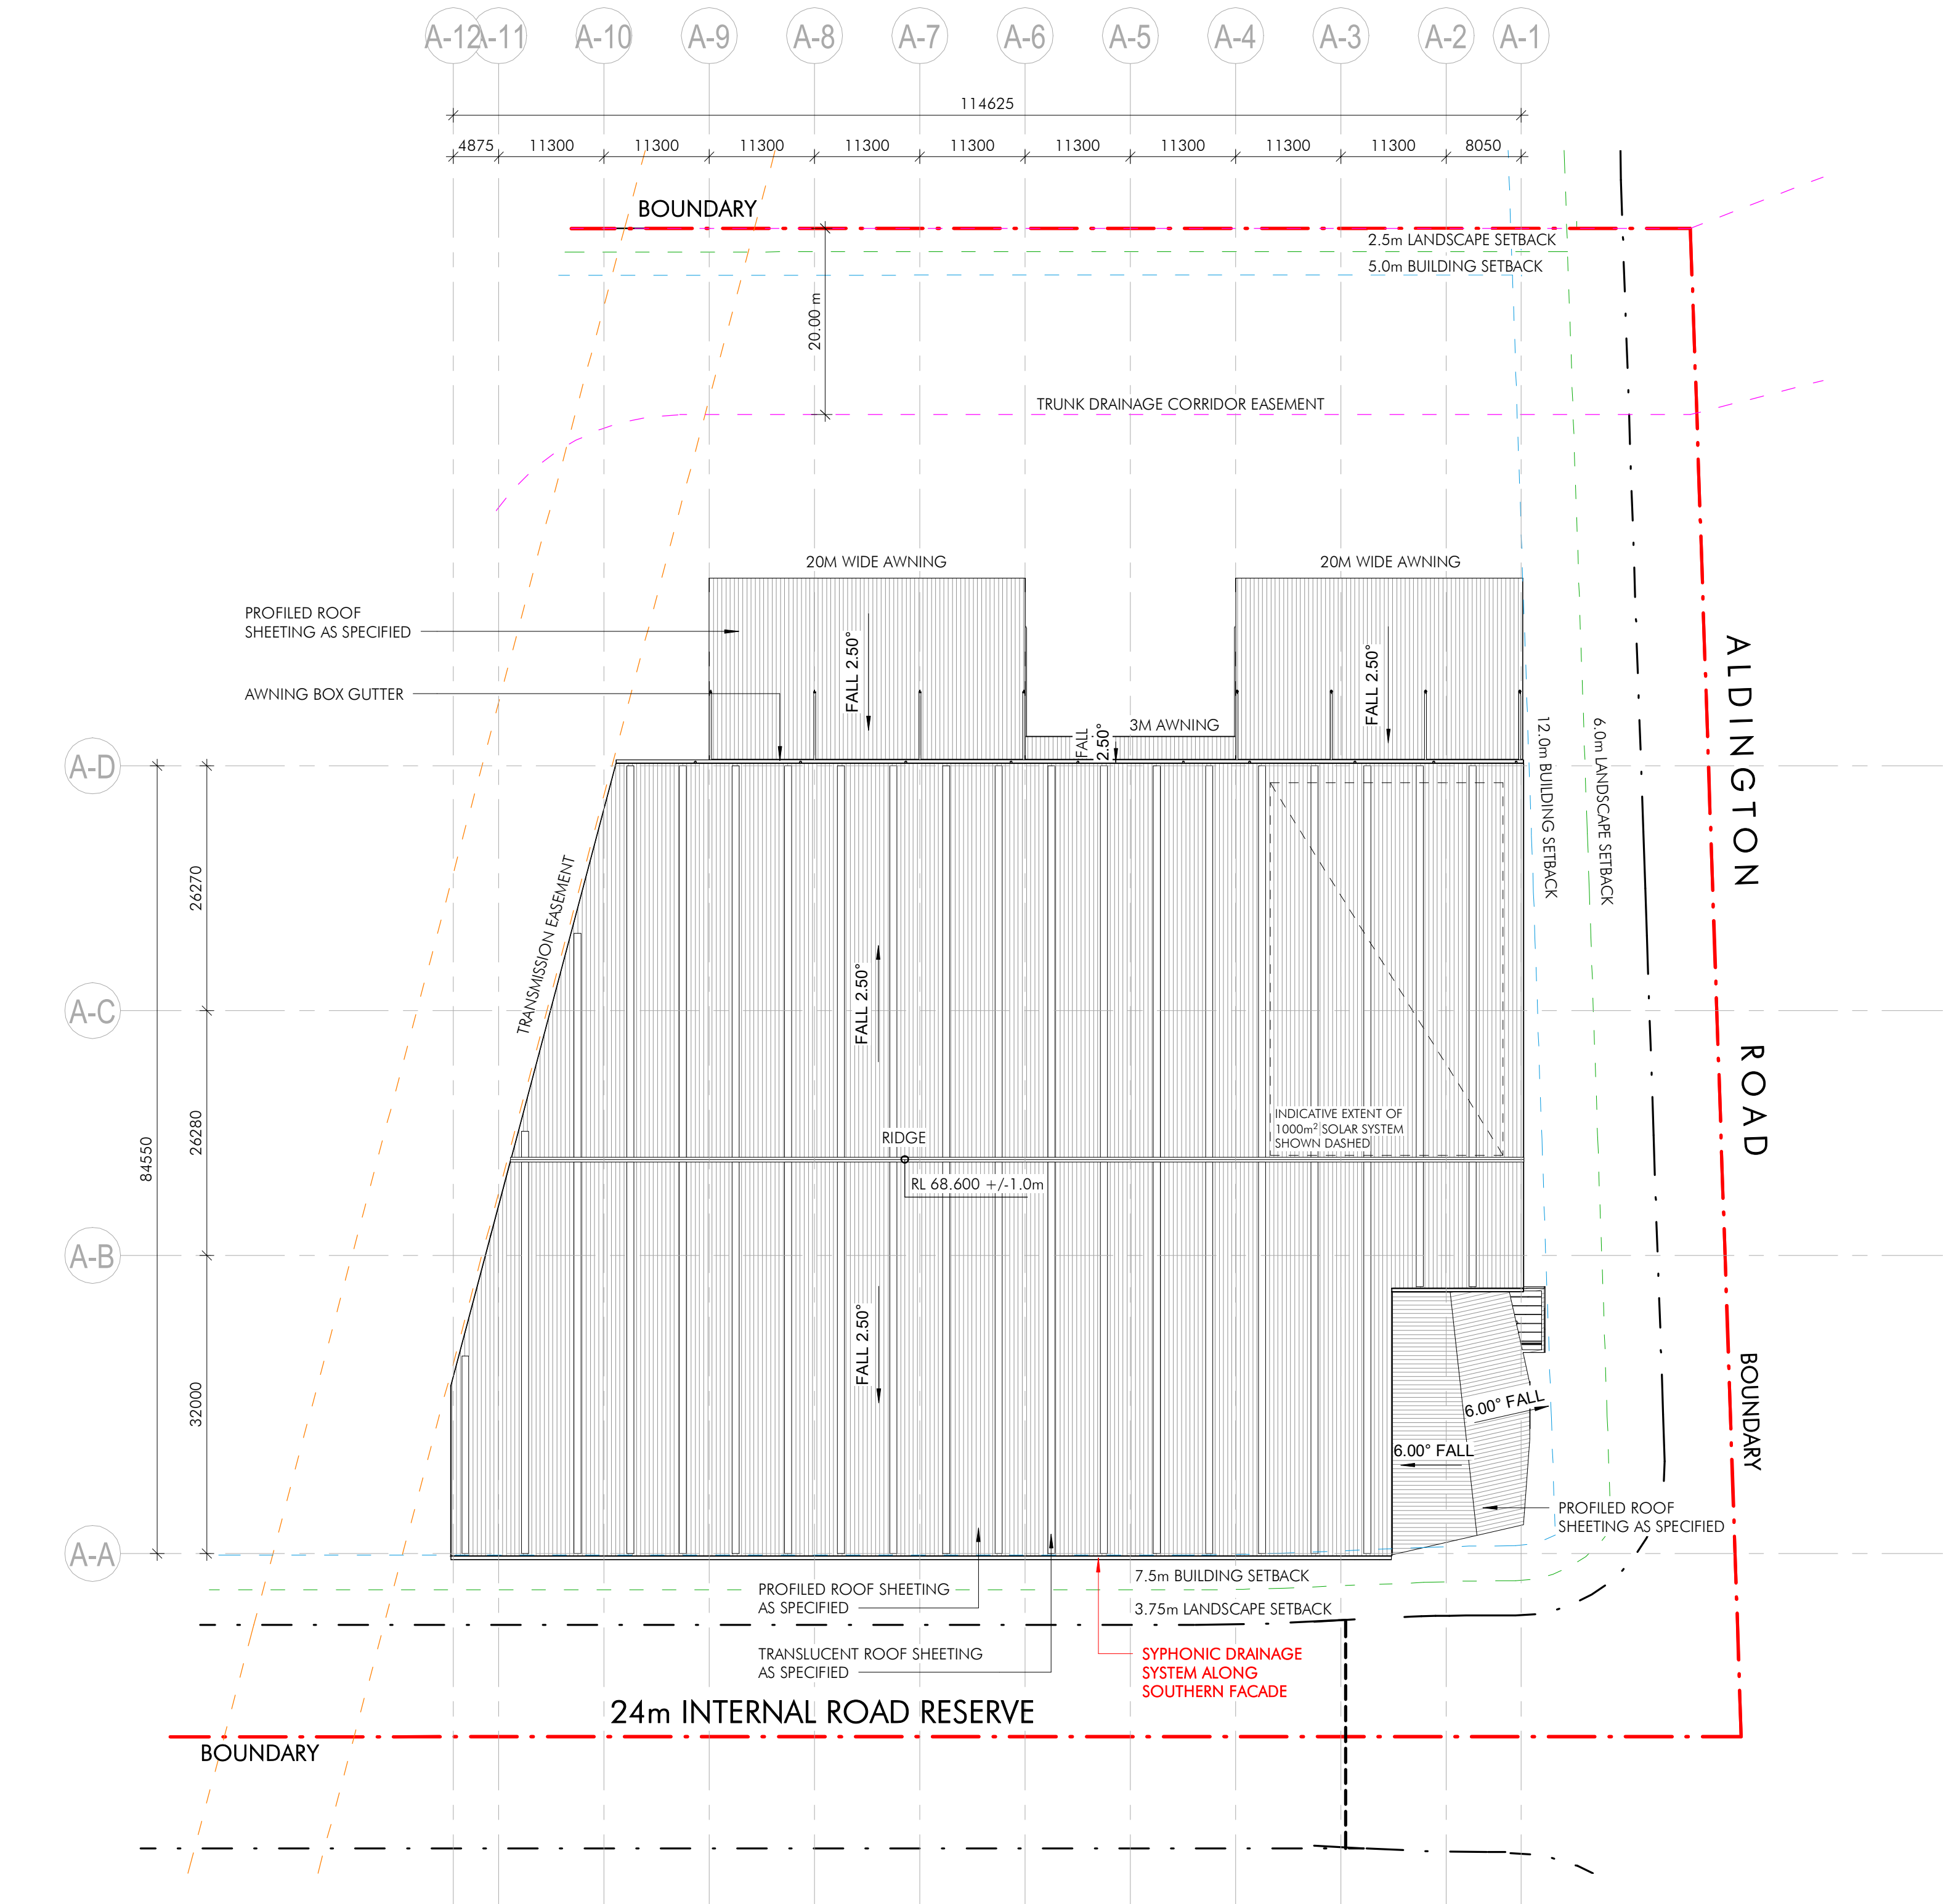 A-12
A-11
A-10
A-9
A-8
A-7
A-6
A-5
A-4
A-3
A-2
A-1
114625
4875
11300
11300
11300
11300
11300
11300
11300
11300
11300
8050
BOUNDARY
2.5m LANDSCAPE SETBACK
5.0m BUILDING SETBACK
20.00 m
TRUNK DRAINAGE CORRIDOR EASEMENT
20M WIDE AWNING
20M WIDE AWNING
PROFILED ROOF
SHEETING AS SPECIFIED
FALL 2.50°
FALL 2.50°
AWNING BOX GUTTER
3M AWNING
FALL
2.50°
12.0m BUILDING SETBACK
6.0m LANDSCAPE SETBACK
ALDINGTON ROAD
A-D
26270
TRANSMISSION EASEMENT
FALL 2.50°
A-C
26280
84550
INDICATIVE EXTENT OF
1000m² SOLAR SYSTEM
SHOWN DASHED
RIDGE
RL 68.600 +/-1.0m
A-B
32000
FALL 2.50°
BOUNDARY
6.00° FALL
6.00° FALL
PROFILED ROOF
SHEETING AS SPECIFIED
A-A
7.5m BUILDING SETBACK
PROFILED ROOF SHEETING
AS SPECIFIED
3.75m LANDSCAPE SETBACK
TRANSLUCENT ROOF SHEETING
AS SPECIFIED
SYPHONIC DRAINAGE
SYSTEM ALONG
SOUTHERN FACADE
24m INTERNAL ROAD RESERVE
BOUNDARY